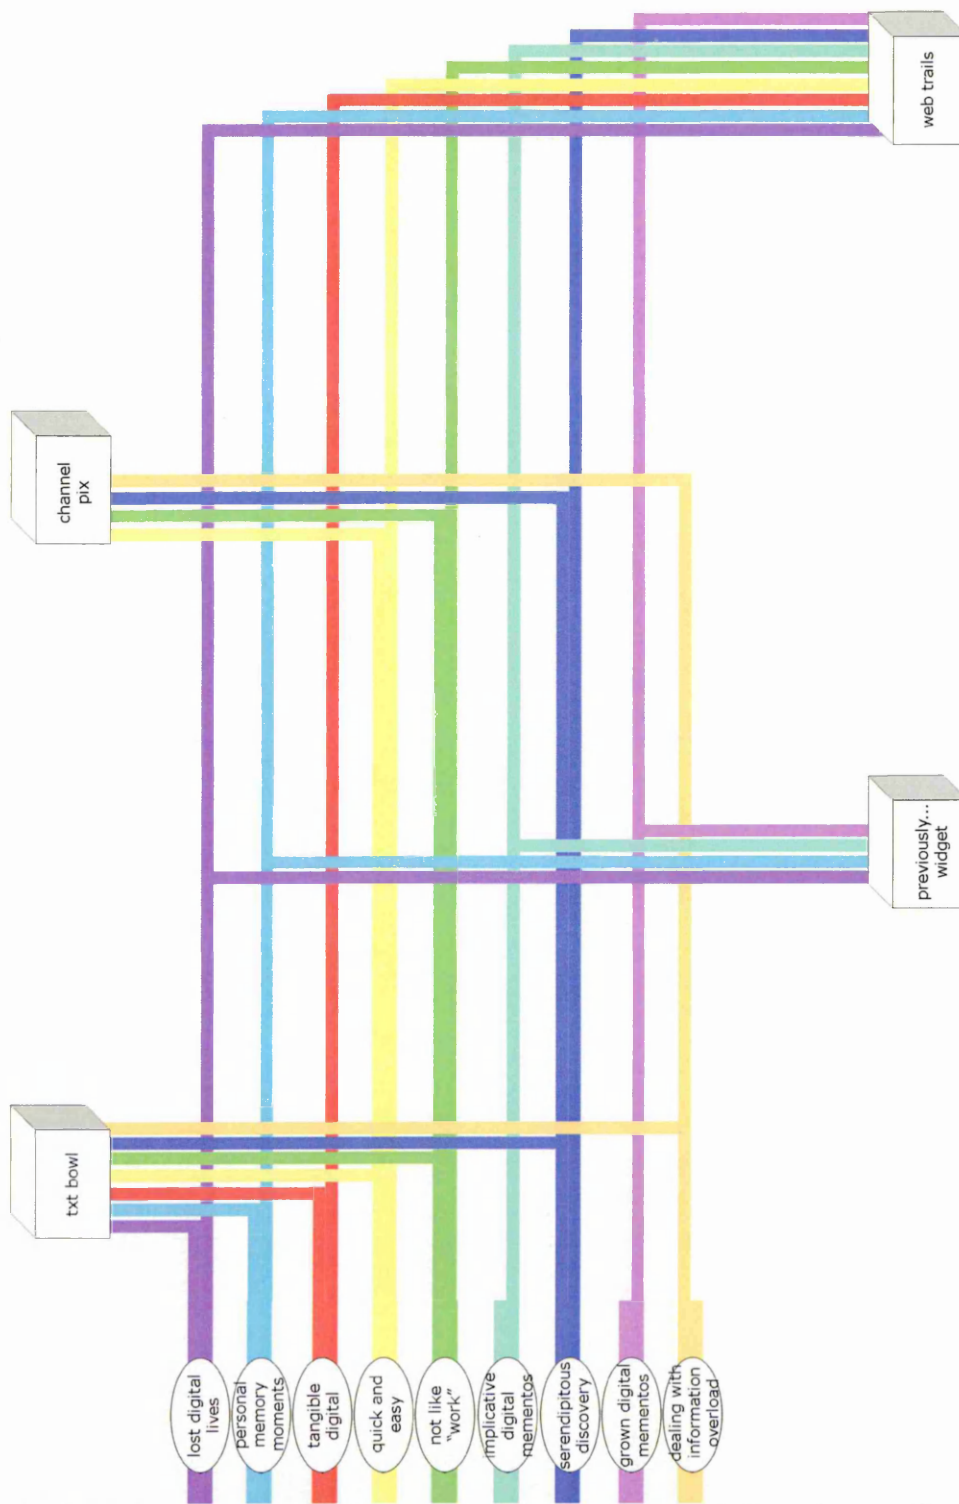 txt bowl
channel
pix
web trails
previously...
widget
lost digital
lives
personal
memory
moments
tangible
digital
quick and
easy
not like
"work"
implicative
digital
mementos
serendipitous
discovery
grown digital
mementos
dealing with
information
overload